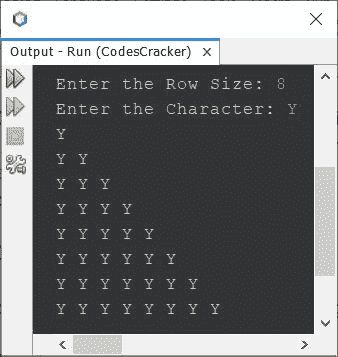 Output - Run (CodesCracker)
Enter the Row Size: 8
Enter the Character: Y
Y
Y Y
Y Y Y
Y Y Y Y
Y Y Y Y Y
Y Y Y Y Y Y
Y Y Y Y Y Y Y
Y Y Y Y Y Y Y Y